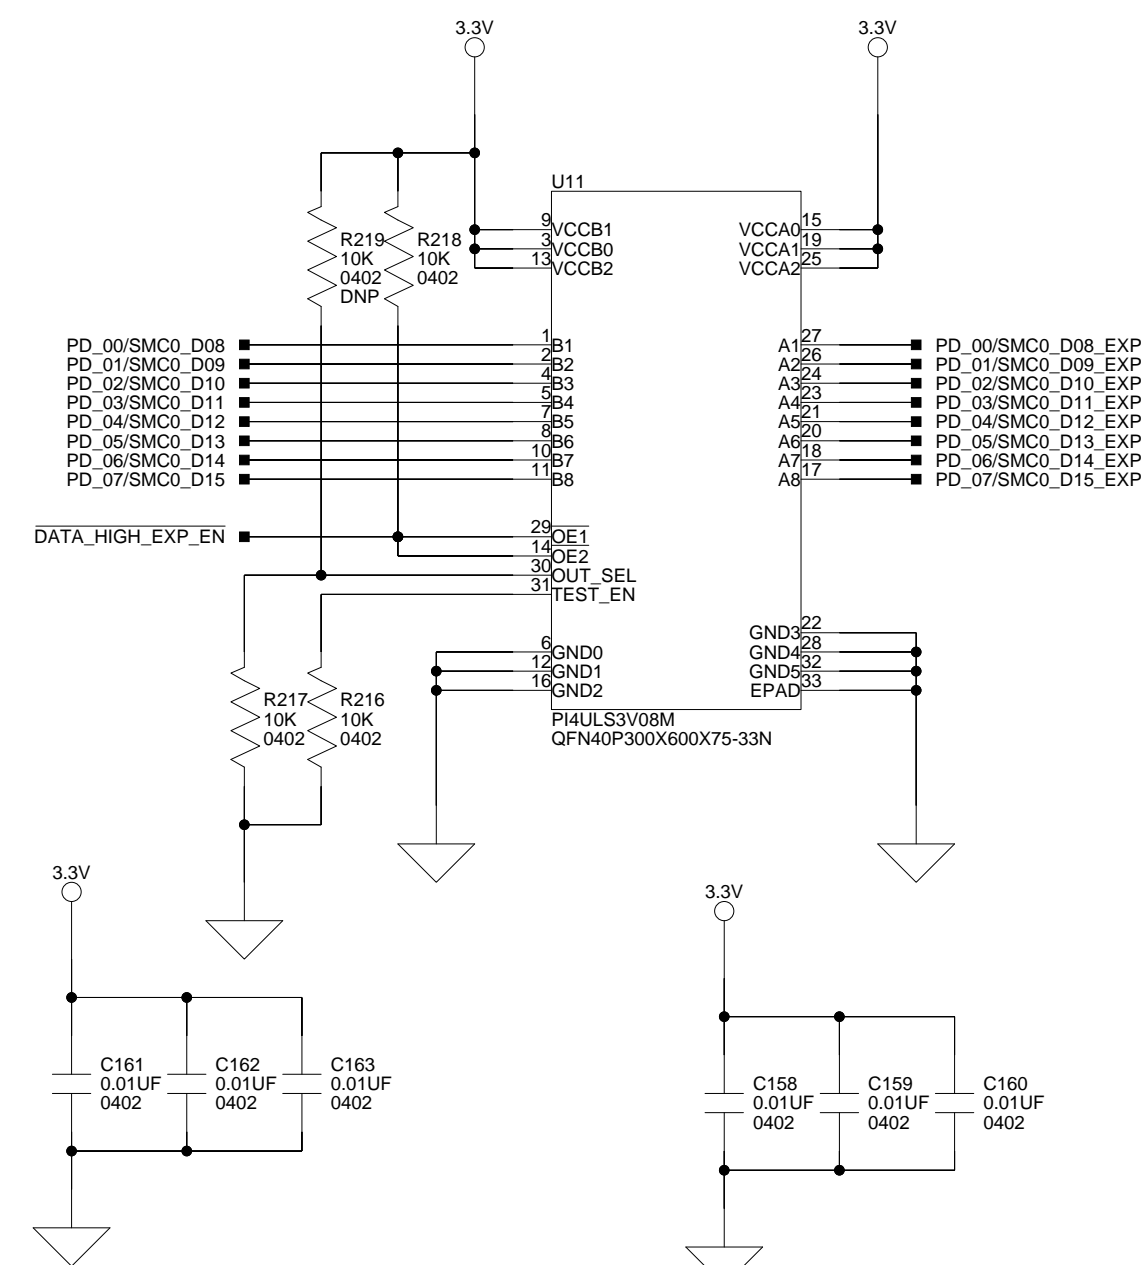 3.3V
3.3V
U11
9 VCCB1
3 VCCB0
13 VCCB2
VCCA0 15
VCCA1 19
VCCA2 25
R219
10K
0402
DNP
R218
10K
0402
PD_00/SMC0_D08 1 B1
PD_01/SMC0_D09 2 B2
PD_02/SMC0_D10 4 B3
PD_03/SMC0_D11 5 B4
PD_04/SMC0_D12 7 B5
PD_05/SMC0_D13 8 B6
PD_06/SMC0_D14 10 B7
PD_07/SMC0_D15 11 B8
A1 27 PD_00/SMC0_D08_EXP
A2 26 PD_01/SMC0_D09_EXP
A3 24 PD_02/SMC0_D10_EXP
A4 23 PD_03/SMC0_D11_EXP
A5 21 PD_04/SMC0_D12_EXP
A6 20 PD_05/SMC0_D13_EXP
A7 18 PD_06/SMC0_D14_EXP
A8 17 PD_07/SMC0_D15_EXP
DATA_HIGH_EXP_EN 29 OE1
14 OE2
30 OUT_SEL
31 TEST_EN
6 GND0
12 GND1
16 GND2
GND3 22
GND4 28
GND5 32
EPAD 33
R217
10K
0402
R216
10K
0402
PI4ULS3V08M
QFN40P300X600X75-33N
3.3V
C161
0.01UF
0402
C162
0.01UF
0402
C163
0.01UF
0402
3.3V
C158
0.01UF
0402
C159
0.01UF
0402
C160
0.01UF
0402